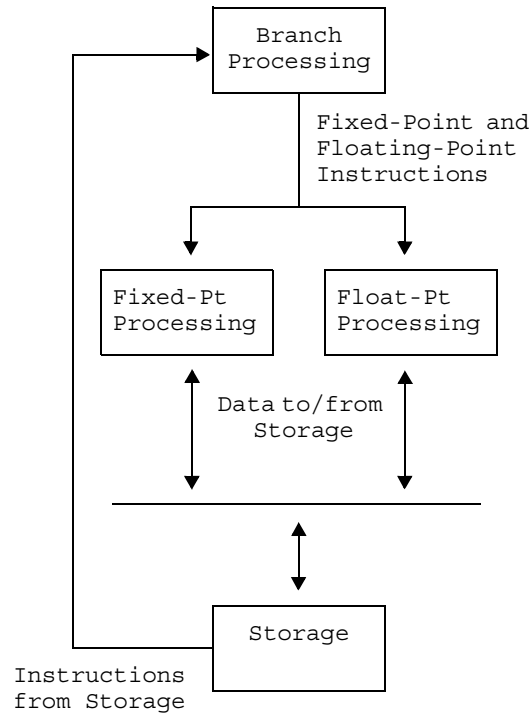 Branch
Processing
Fixed-Point and
Floating-Point
Instructions
Fixed-Pt
Processing
Float-Pt
Processing
Data to/from
Storage
Storage
Instructions
from Storage